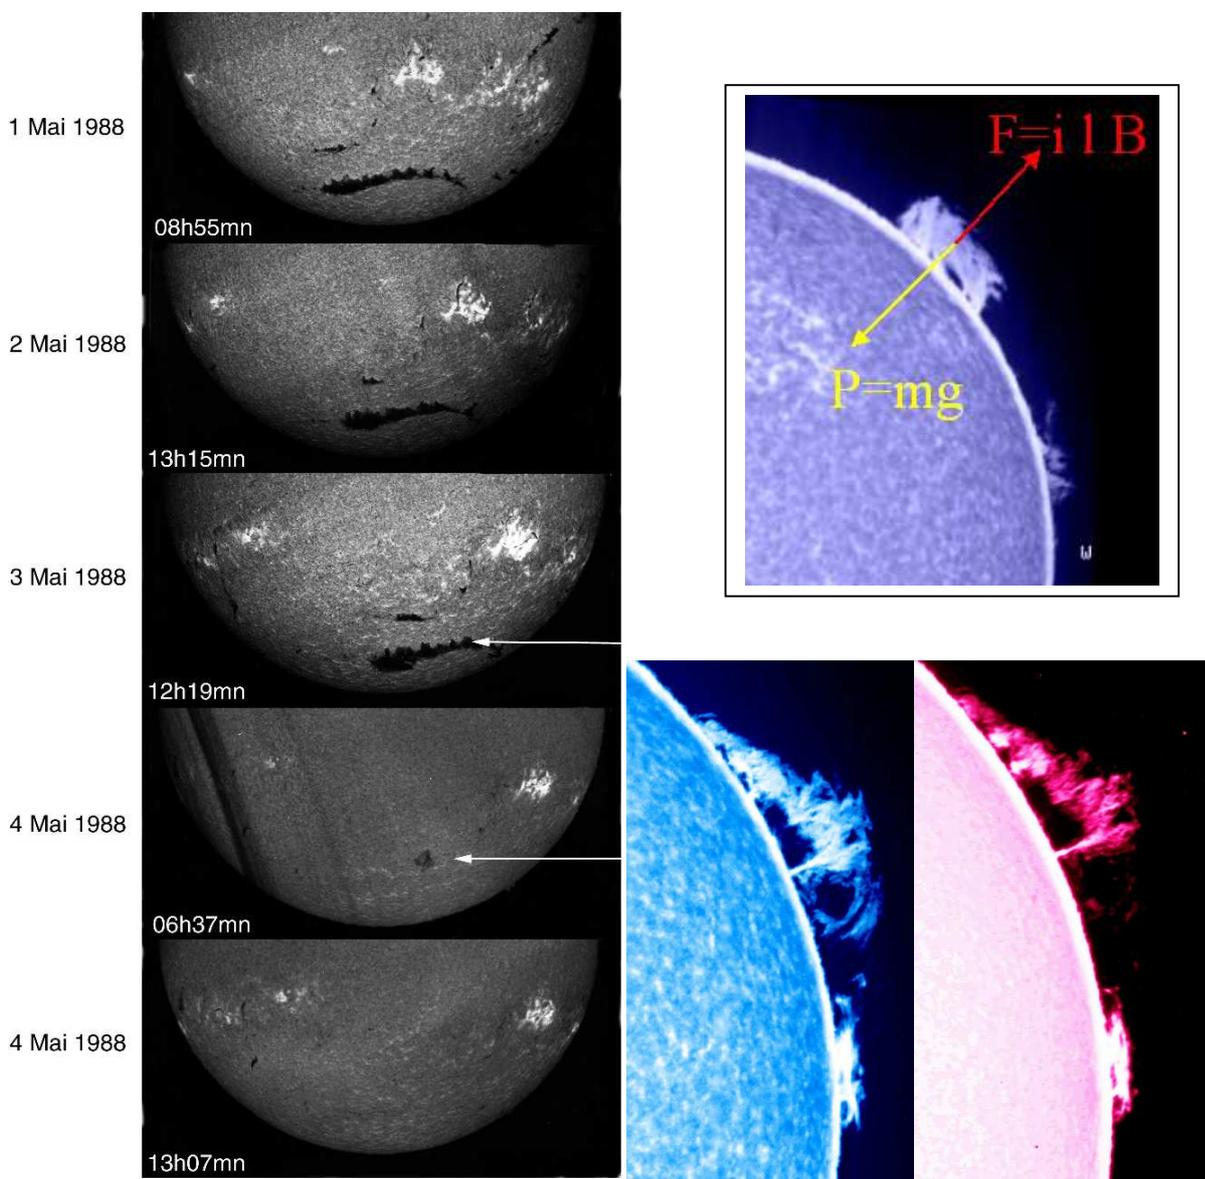 1 Mai 1988
08h55mn
2 Mai 1988
13h15mn
3 Mai 1988
12h19mn
4 Mai 1988
06h37mn
4 Mai 1988
13h07mn
F=i l B
P=mg
W